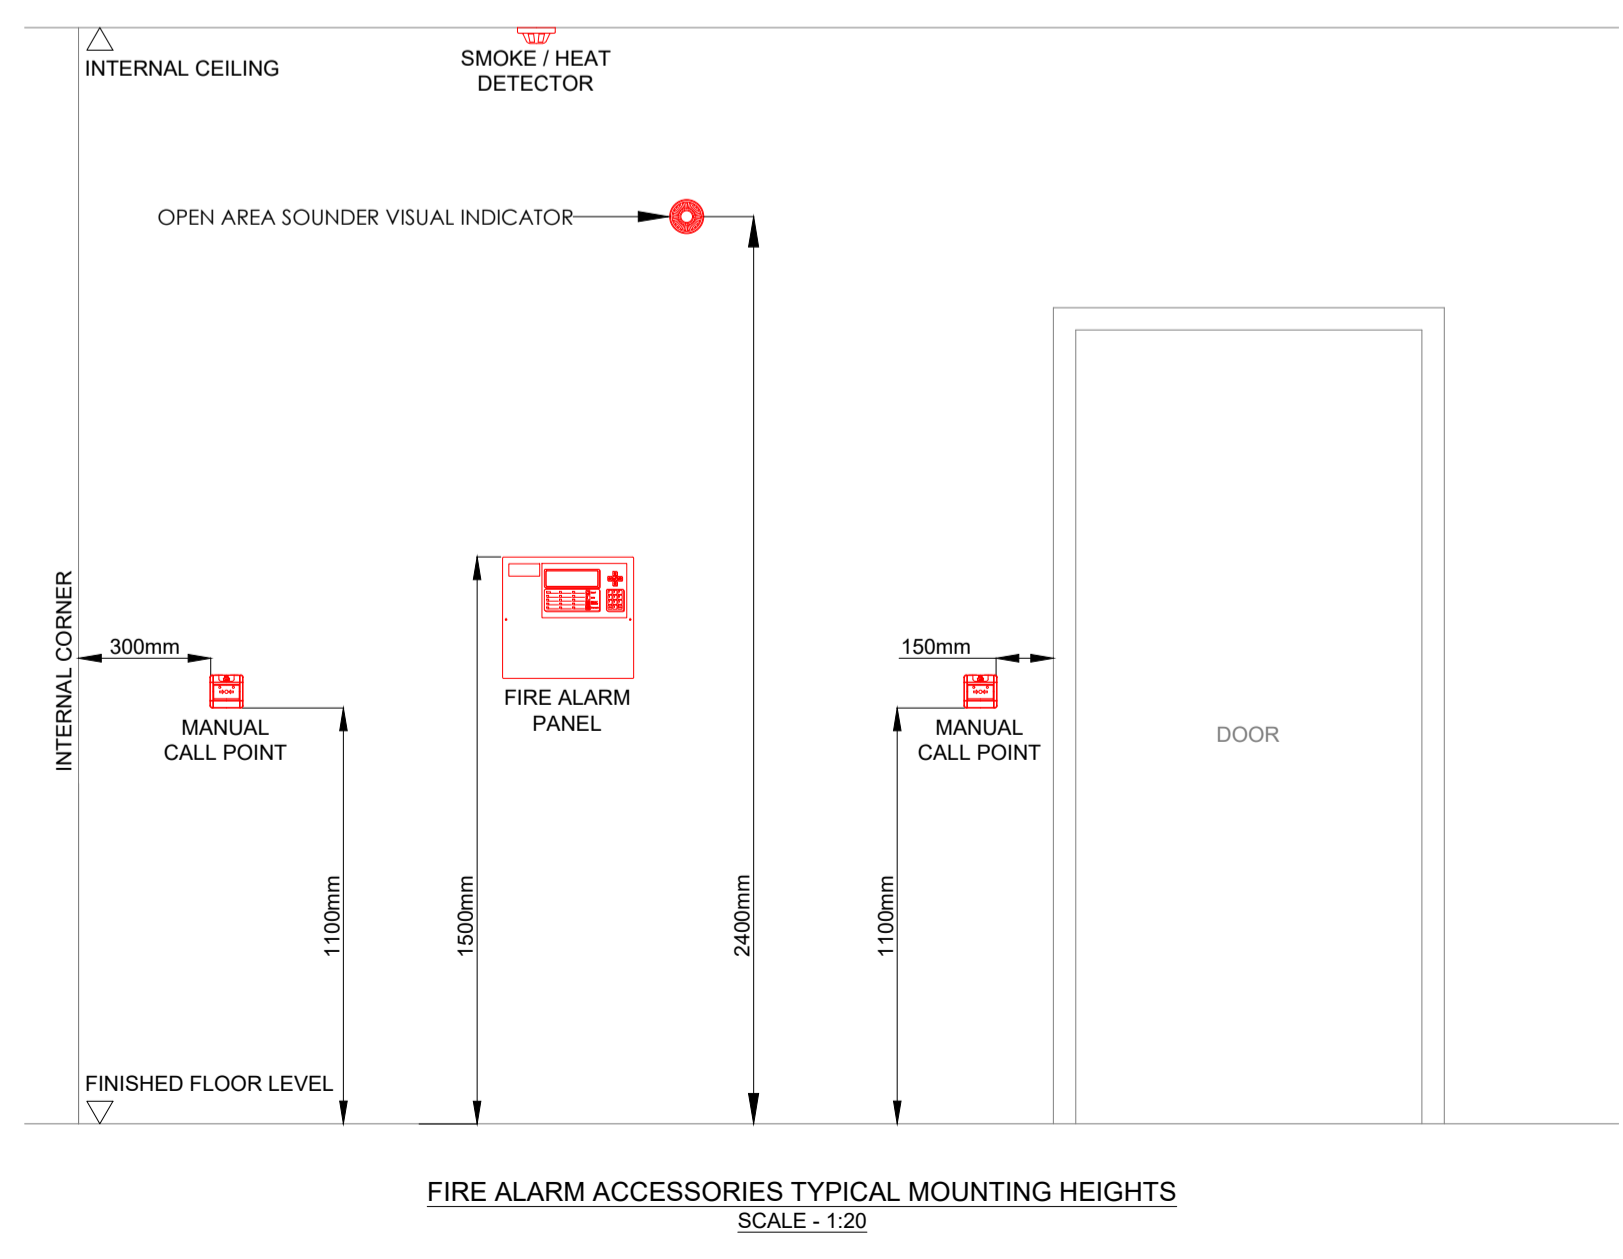 INTERNAL CEILING
SMOKE / HEAT
DETECTOR
OPEN AREA SOUNDER VISUAL INDICATOR
INTERNAL CORNER
300mm
MANUAL
CALL POINT
1100mm
1500mm
FIRE ALARM
PANEL
2400mm
150mm
MANUAL
CALL POINT
1100mm
DOOR
FINISHED FLOOR LEVEL
FIRE ALARM ACCESSORIES TYPICAL MOUNTING HEIGHTS
SCALE - 1:20